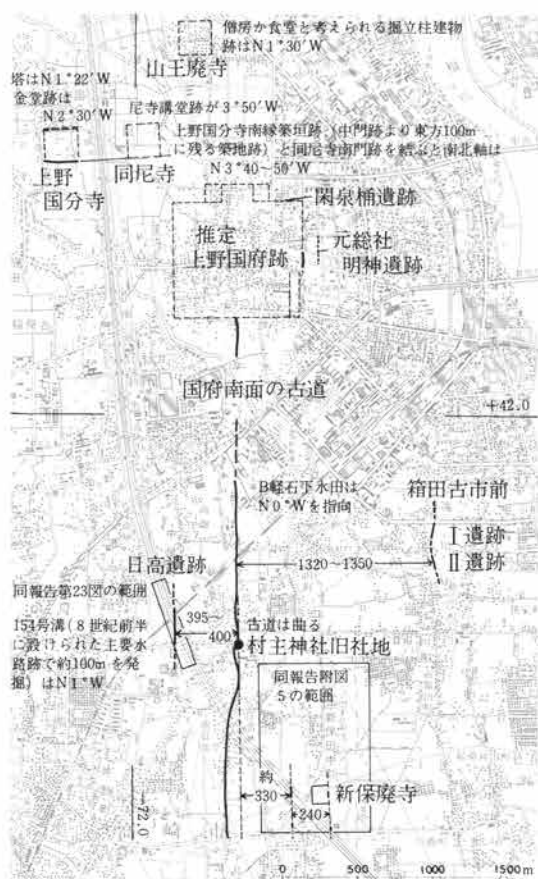 僧房か食堂と考えられる掘立柱建物
跡はN1°30′W
山王廃寺
塔はN1°22′W
金堂跡は
N2°30′W
尼寺講堂跡が3°50′W
上野国分寺南縁築垣跡(中門跡より東方100m
に残る築地跡)と同尼寺南門跡を結ぶと南北軸は
N3°40〜50′W
上野
国分寺
同尼寺
閑泉桶遺跡
推定
上野国府跡
元総社
明神遺跡
国府南面の古道
+42.0
B軽石下水田は
N0°Wを指向
箱田古市前
Ⅰ遺跡
Ⅱ遺跡
1320〜1350
日高遺跡
同報告第23図の範囲
395〜
400
154号溝(8世紀前半
に設けられた主要水
路跡で約100mを発
掘)はN1°W
古道は曲る
村主神社旧社地
同報告附図
5の範囲
約
330
新保廃寺
240
-72.0
0 500 1000 1500m